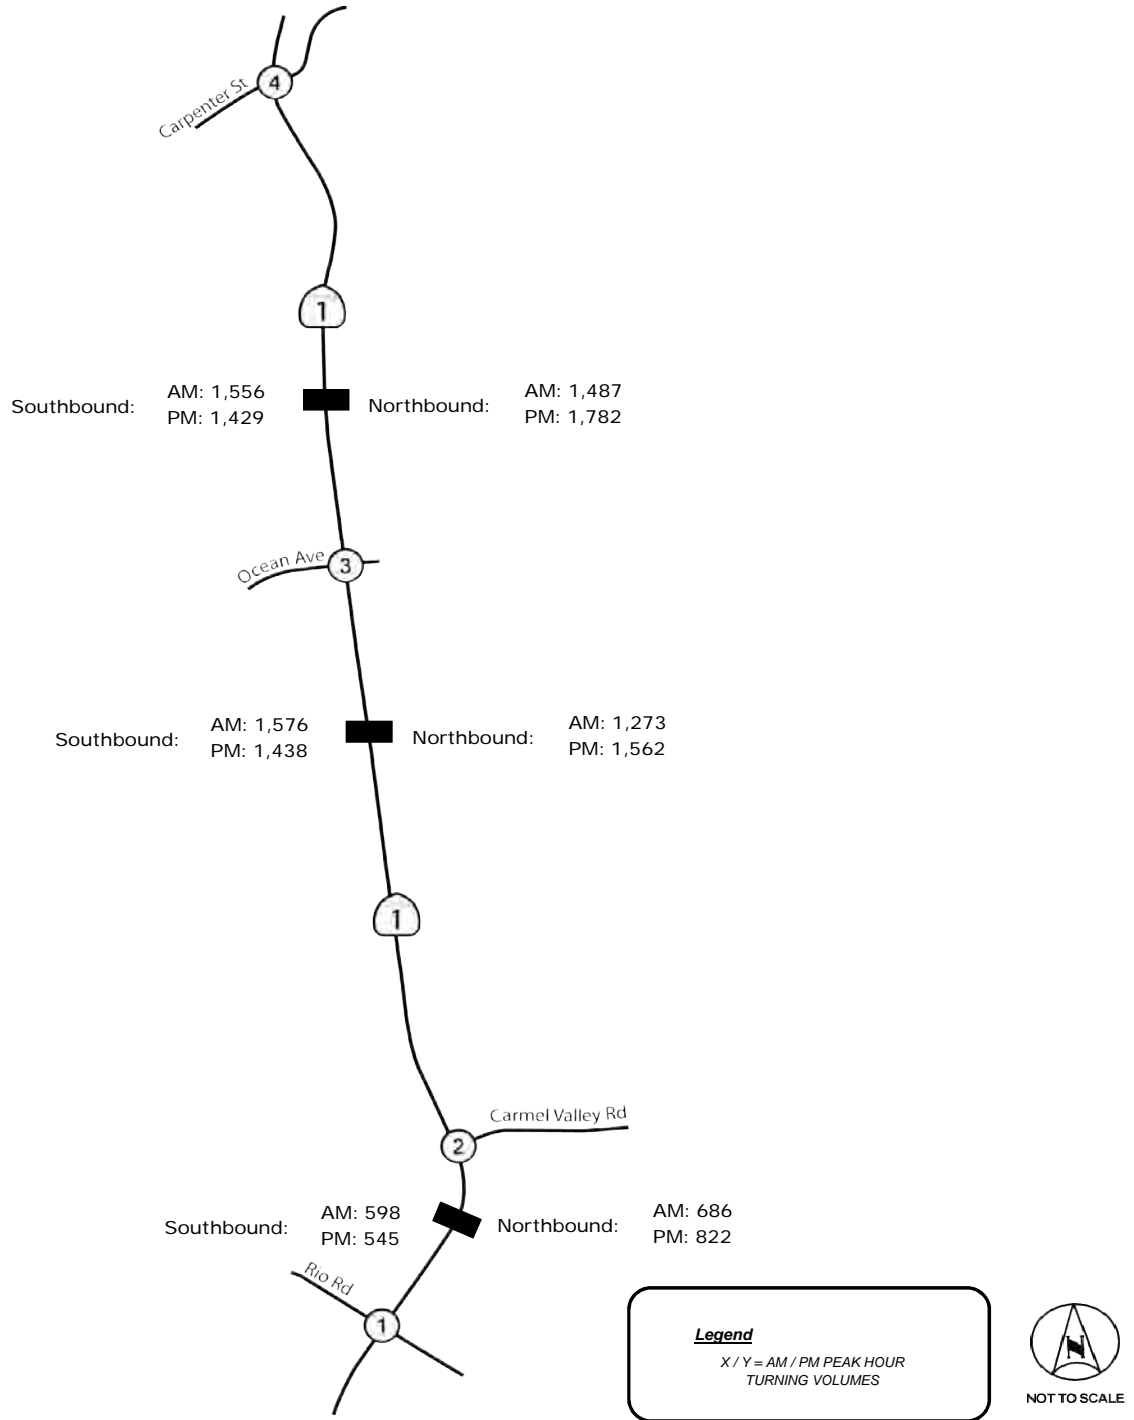 Carpenter St
4
1
Southbound:
AM: 1,556
PM: 1,429
Northbound:
AM: 1,487
PM: 1,782
Ocean Ave
3
Southbound:
AM: 1,576
PM: 1,438
Northbound:
AM: 1,273
PM: 1,562
1
Carmel Valley Rd
2
Southbound:
AM: 598
PM: 545
Northbound:
AM: 686
PM: 822
Rio Rd
1
Legend
X / Y = AM / PM PEAK HOUR
TURNING VOLUMES
N
NOT TO SCALE